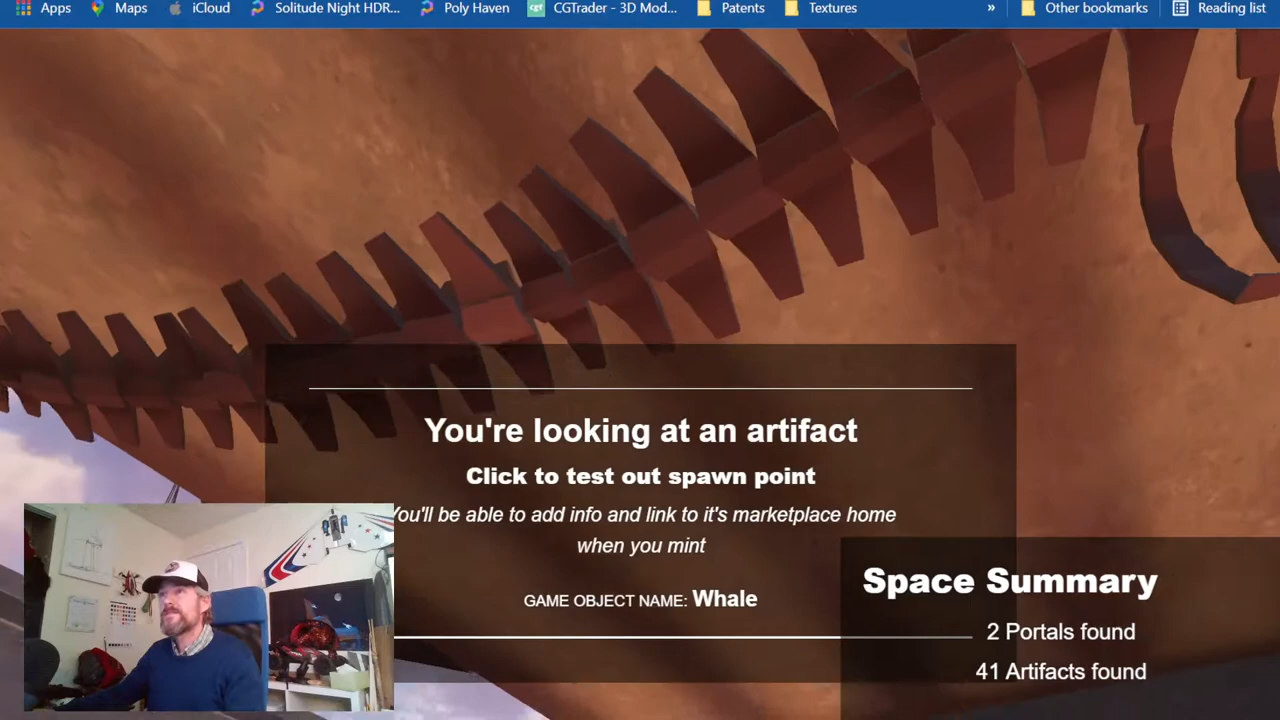 Apps Maps iCloud Solitude Night HDR... Poly Haven cgt CGTrader - 3D Mod... Patents Textures » Other bookmarks Reading list
You're looking at an artifact
Click to test out spawn point
You'll be able to add info and link to it's marketplace home
when you mint
GAME OBJECT NAME: Whale
Space Summary
2 Portals found
41 Artifacts found